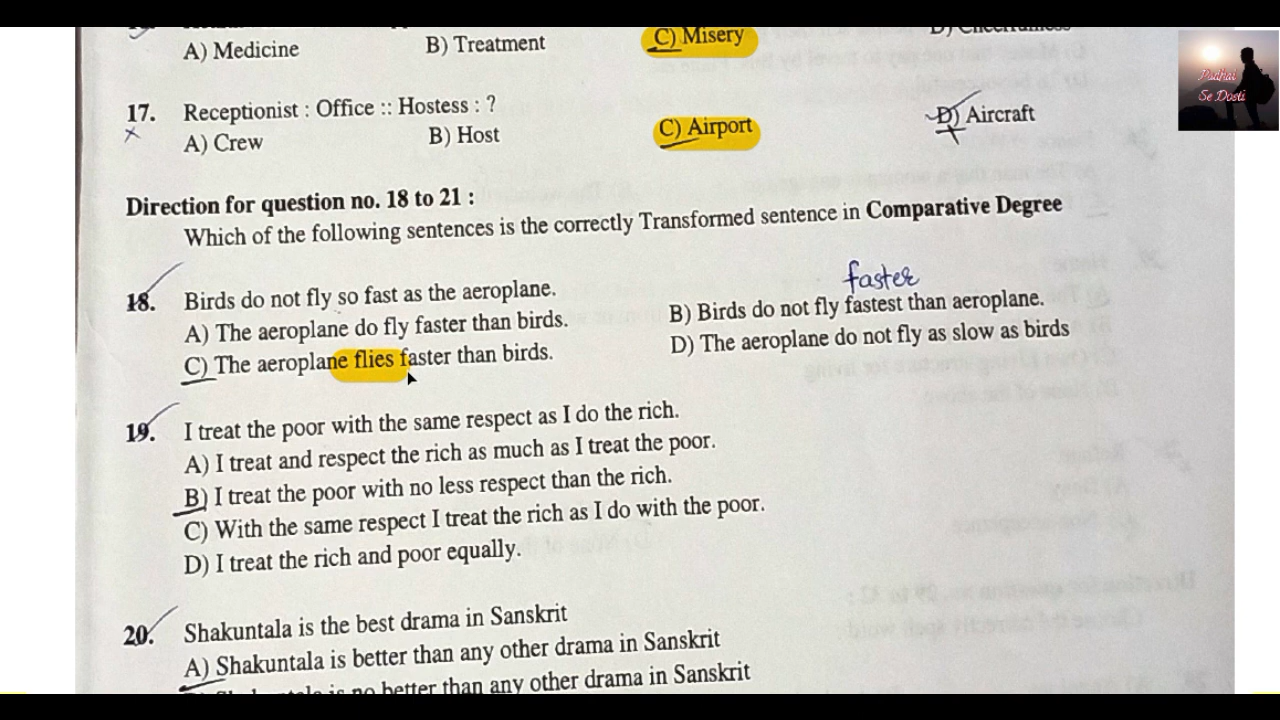 A) Medicine B) Treatment C) Misery D) Cheerfulness
17. Receptionist : Office :: Hostess : ?
A) Crew B) Host C) Airport D) Aircraft
Padhai
Se Dosti
Direction for question no. 18 to 21 :
Which of the following sentences is the correctly Transformed sentence in Comparative Degree
faster
18. Birds do not fly so fast as the aeroplane.
A) The aeroplane do fly faster than birds. B) Birds do not fly fastest than aeroplane.
C) The aeroplane flies faster than birds. D) The aeroplane do not fly as slow as birds
19. I treat the poor with the same respect as I do the rich.
A) I treat and respect the rich as much as I treat the poor.
B) I treat the poor with no less respect than the rich.
C) With the same respect I treat the rich as I do with the poor.
D) I treat the rich and poor equally.
20. Shakuntala is the best drama in Sanskrit
A) Shakuntala is better than any other drama in Sanskrit
Shakuntala is no better than any other drama in Sanskrit